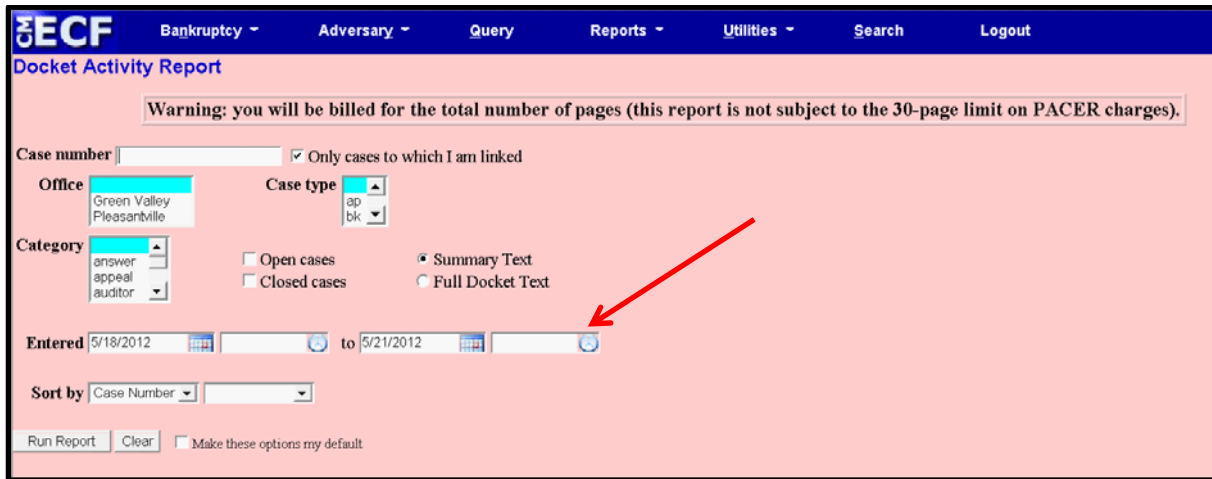 CM ECF Bankruptcy Adversary Query Reports Utilities Search Logout
Docket Activity Report
Warning: you will be billed for the total number of pages (this report is not subject to the 30-page limit on PACER charges).
Case number Only cases to which I am linked
Office Case type
Green Valley ap
Pleasantville bk
Category
answer Open cases Summary Text
appeal Closed cases Full Docket Text
auditor
Entered 5/18/2012 to 5/21/2012
Sort by Case Number
Run Report Clear Make these options my default